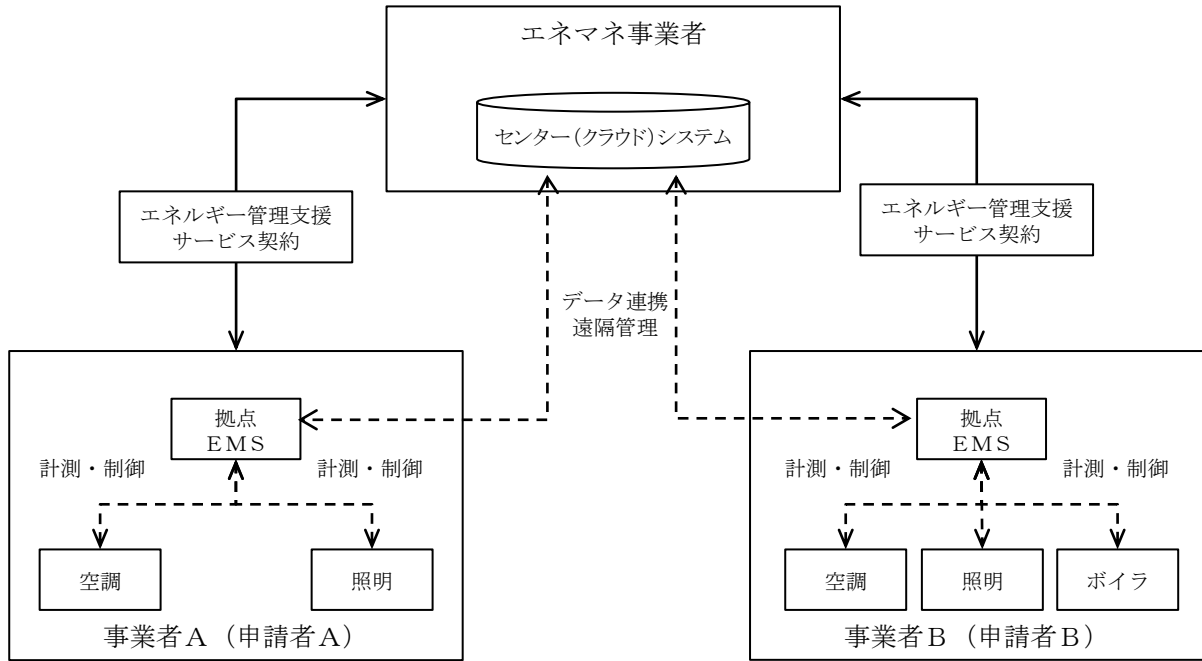 エネマネ事業者
センター(クラウド)システム
エネルギー管理支援
サービス契約
エネルギー管理支援
サービス契約
データ連携
遠隔管理
拠点
ＥＭＳ
計測・制御
計測・制御
空調
照明
事業者Ａ（申請者Ａ）
拠点
ＥＭＳ
計測・制御
計測・制御
空調
照明
ボイラ
事業者Ｂ（申請者Ｂ）